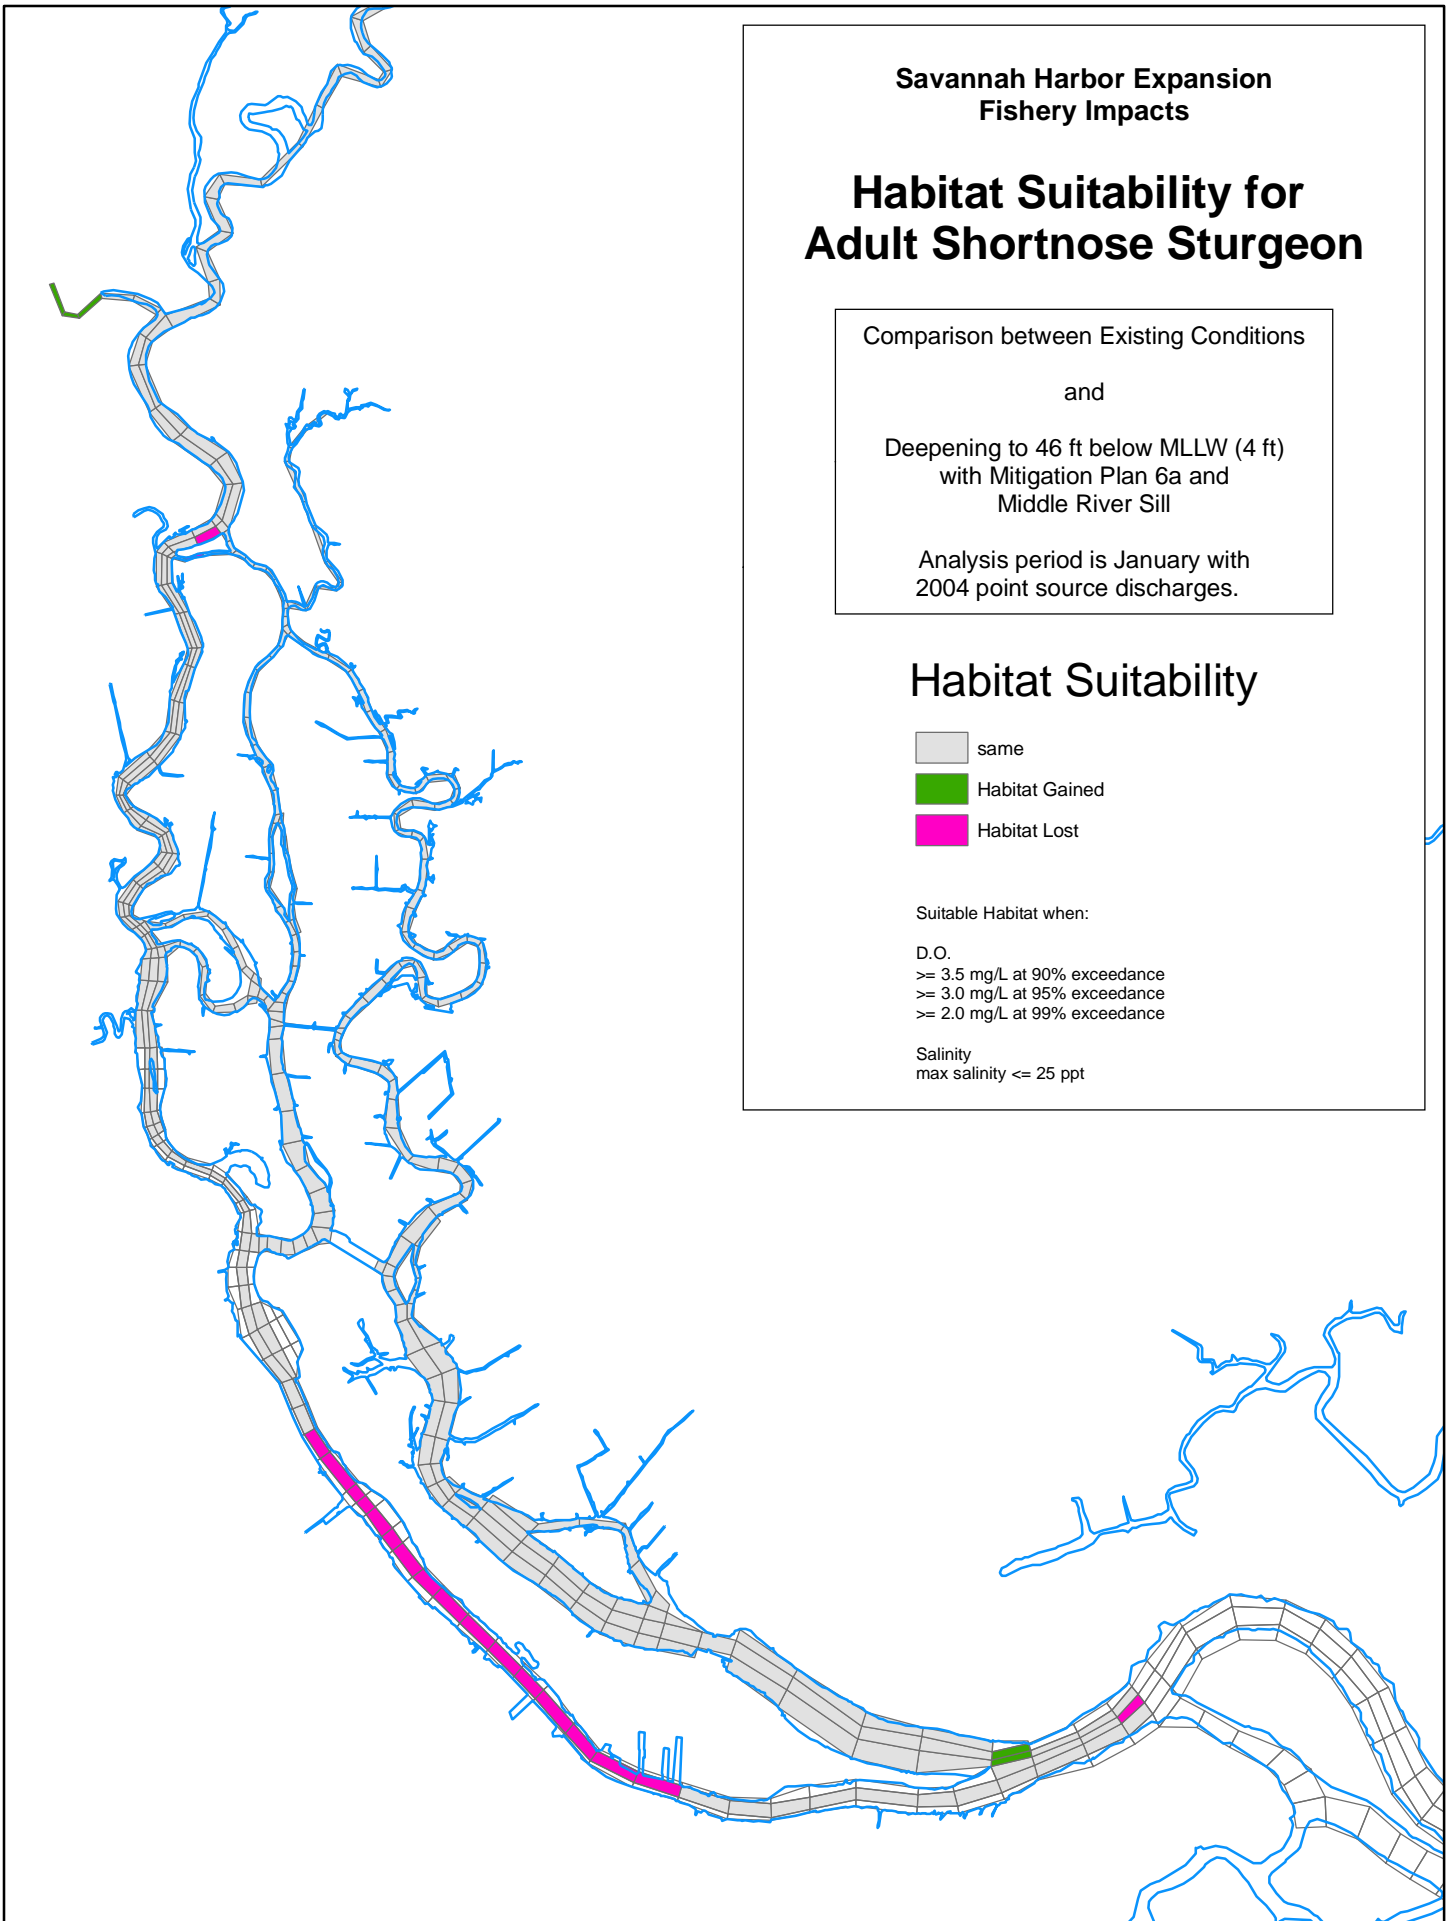 Savannah Harbor Expansion
Fishery Impacts
Habitat Suitability for
Adult Shortnose Sturgeon
Comparison between Existing Conditions
and
Deepening to 46 ft below MLLW (4 ft)
with Mitigation Plan 6a and
Middle River Sill
Analysis period is January with
2004 point source discharges.
Habitat Suitability
same
Habitat Gained
Habitat Lost
Suitable Habitat when:
D.O.
>= 3.5 mg/L at 90% exceedance
>= 3.0 mg/L at 95% exceedance
>= 2.0 mg/L at 99% exceedance
Salinity
max salinity <= 25 ppt